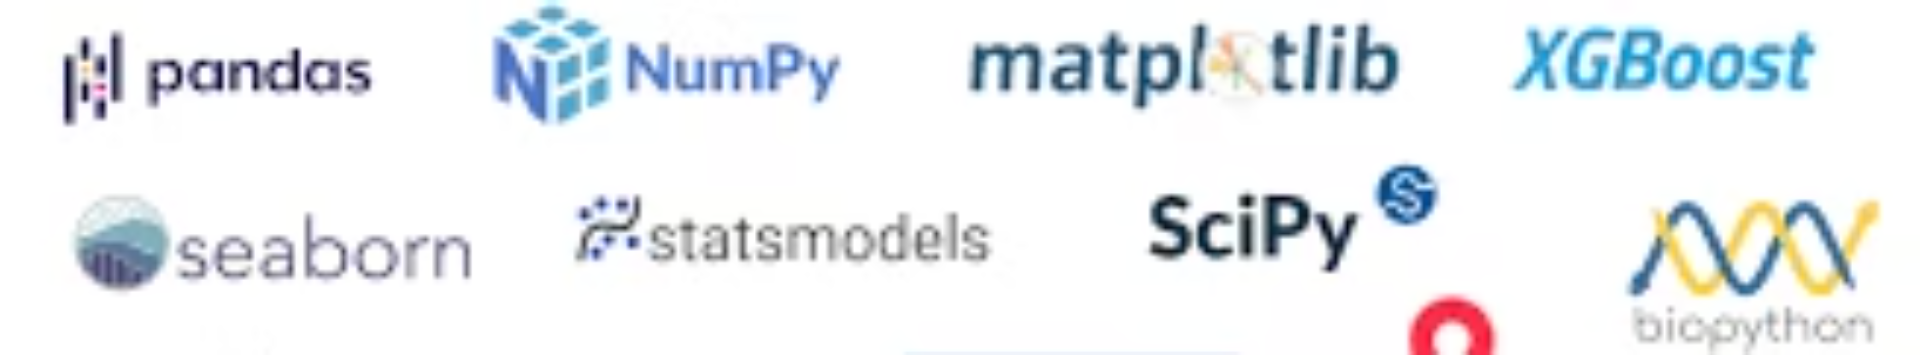 pandas NumPy matplotlib XGBoost
seaborn statsmodels SciPy
biopython